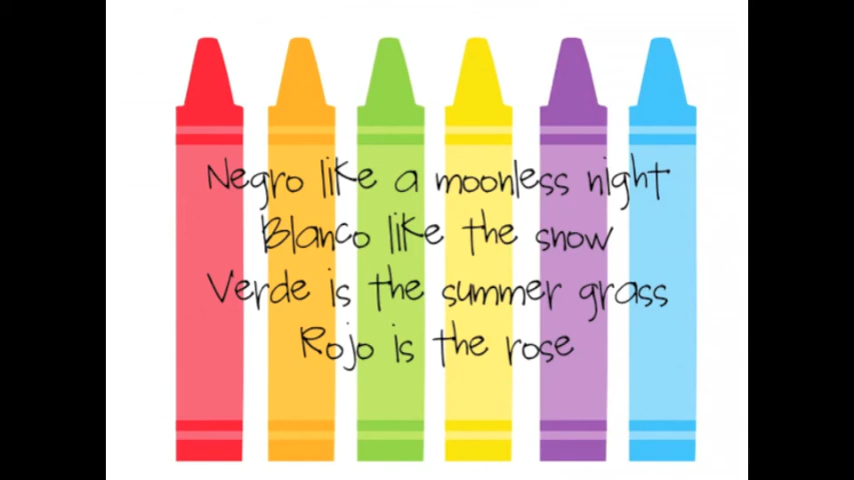 Negro like a moonless night
Blanco like the snow
Verde is the summer grass
Rojo is the rose